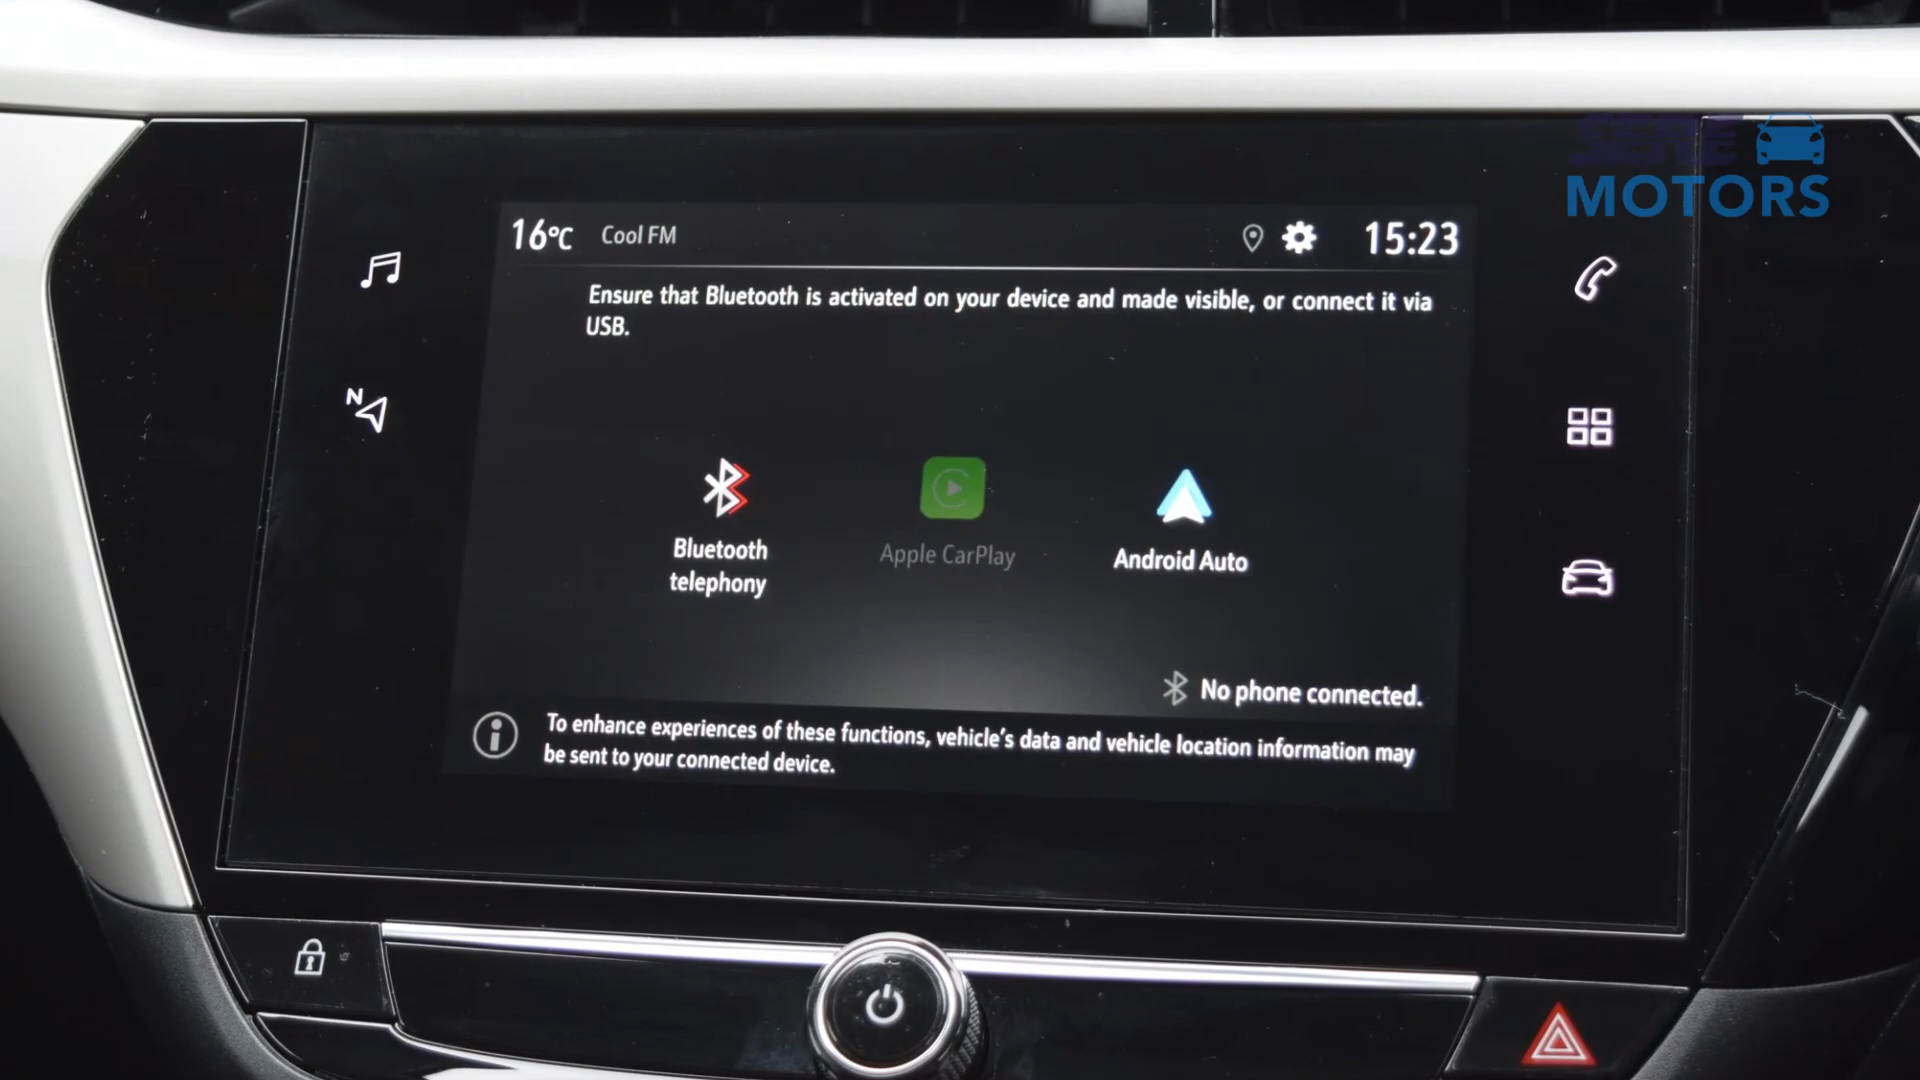 SERE
MOTORS
16°C Cool FM 15:23
Ensure that Bluetooth is activated on your device and made visible, or connect it via
USB.
N
Bluetooth
telephony
Apple CarPlay
Android Auto
No phone connected.
To enhance experiences of these functions, vehicle's data and vehicle location information may
be sent to your connected device.